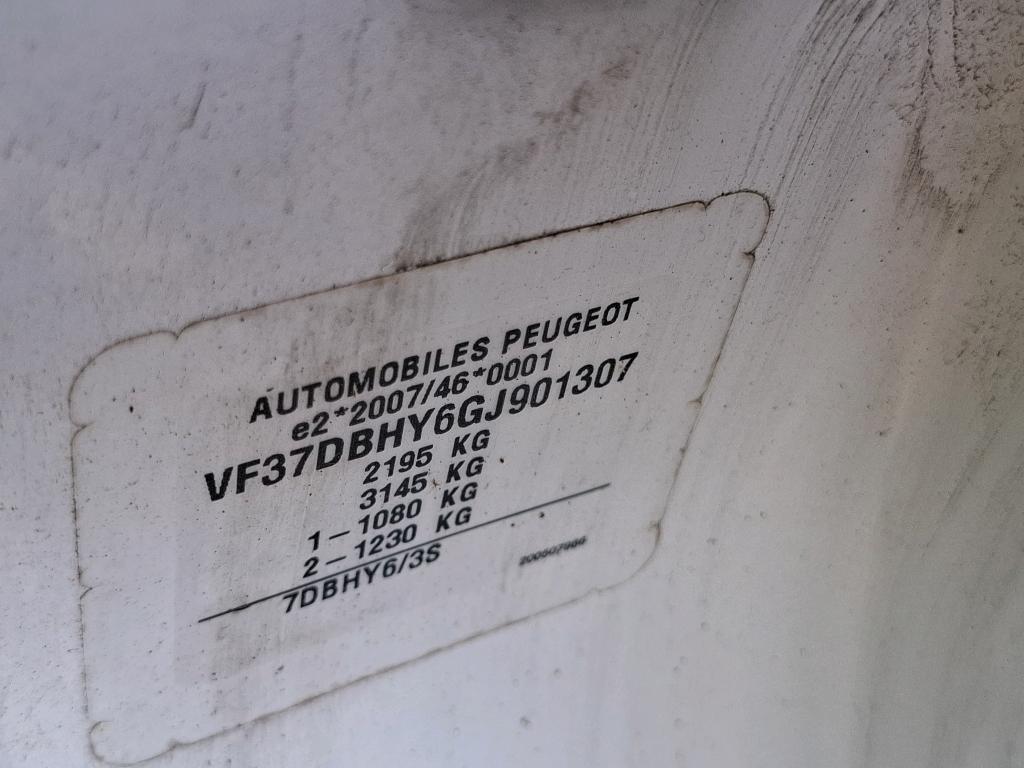 AUTOMOBILES PEUGEOT
e2*2007/46*0001
VF37DBHY6GJ901307
2195 KG
3145 KG
1- 1080 KG
2- 1230 KG
7DBHY6/3S